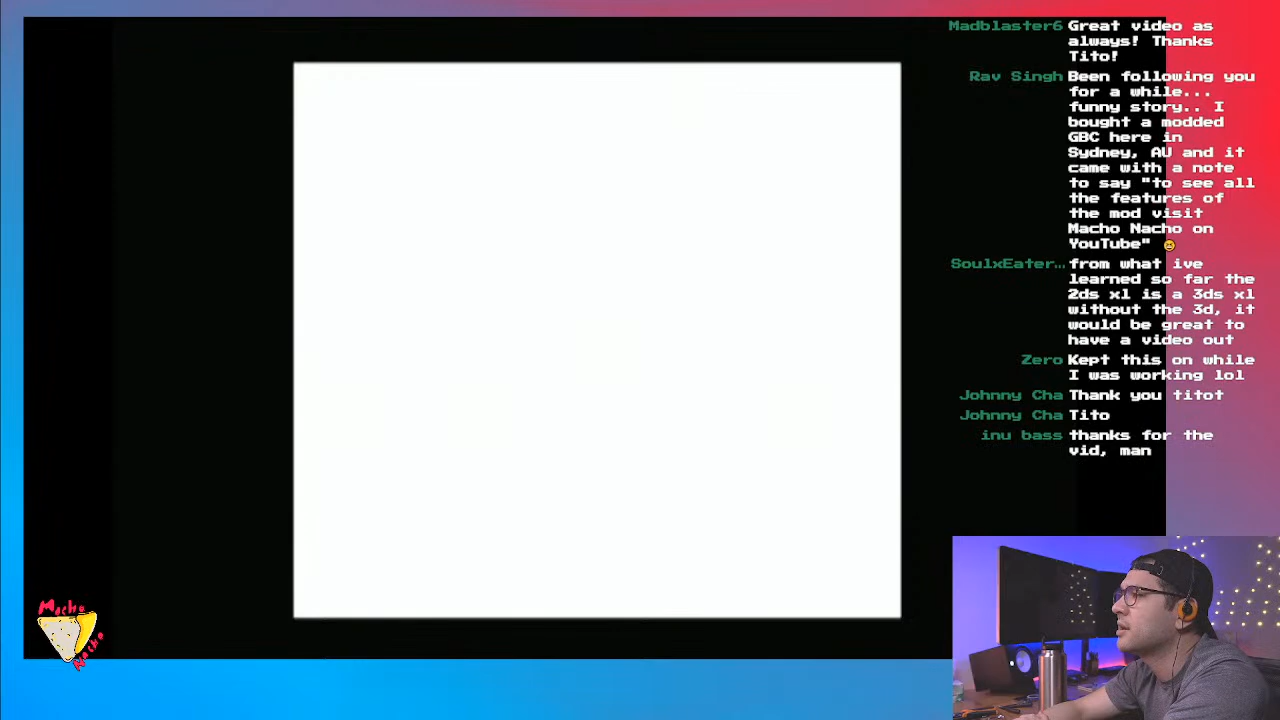 Madblaster6 Great video as
always! Thanks
Tito!
Rav Singh Been following you
for a while...
funny story.. I
bought a modded
GBC here in
Sydney, AU and it
came with a note
to say "to see all
the features of
the mod visit
Macho Nacho on
YouTube"
SoulxEater… from what ive
learned so far the
2ds xl is a 3ds xl
without the 3d, it
would be great to
have a video out
Zero Kept this on while
I was working lol
Johnny Cha Thank you titot
Johnny Cha Tito
inu bass thanks for the
vid, man
Macho
Nacho